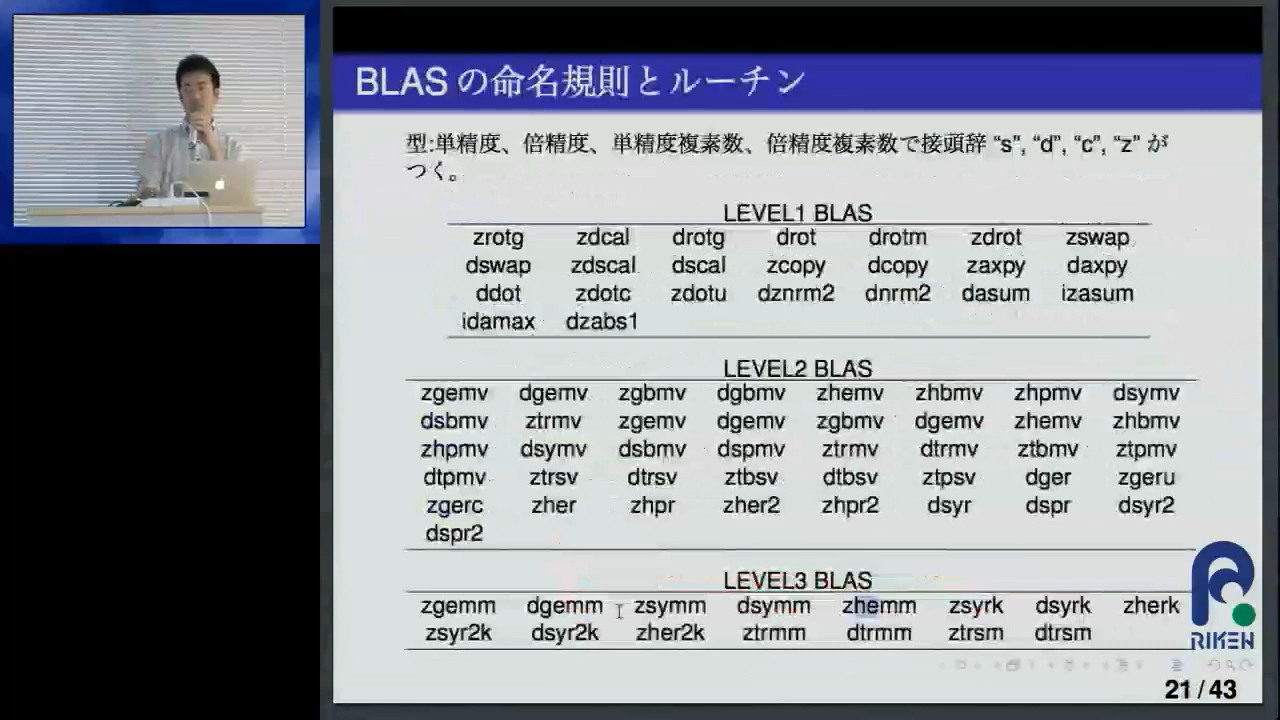 BLAS の命名規則とルーチン
型:単精度、倍精度、単精度複素数、倍精度複素数で接頭辞 “s”, “d”, “c”, “z” が
つく。
LEVEL1 BLAS
zrotg zdcal drotg drot drotm zdrot zswap
dswap zdscal dscal zcopy dcopy zaxpy daxpy
ddot zdotc zdotu dznrm2 dnrm2 dasum izasum
idamax dzabs1
LEVEL2 BLAS
zgemv dgemv zgbmv dgbmv zhemv zhbmv zhpmv dsymv
dsbmv ztrmv zgemv dgemv zgbmv dgemv zhemv zhbmv
zhpmv dsymv dsbmv dspmv ztrmv dtrmv ztbmv ztpmv
dtpmv ztrsv dtrsv ztbsv dtbsv ztpsv dger zgeru
zgerc zher zhpr zher2 zhpr2 dsyr dspr dsyr2
dspr2
LEVEL3 BLAS
zgemm dgemm zsymm dsymm zhemm zsyrk dsyrk zherk
zsyr2k dsyr2k zher2k ztrmm dtrmm ztrsm dtrsm
RIKEN
21 / 43